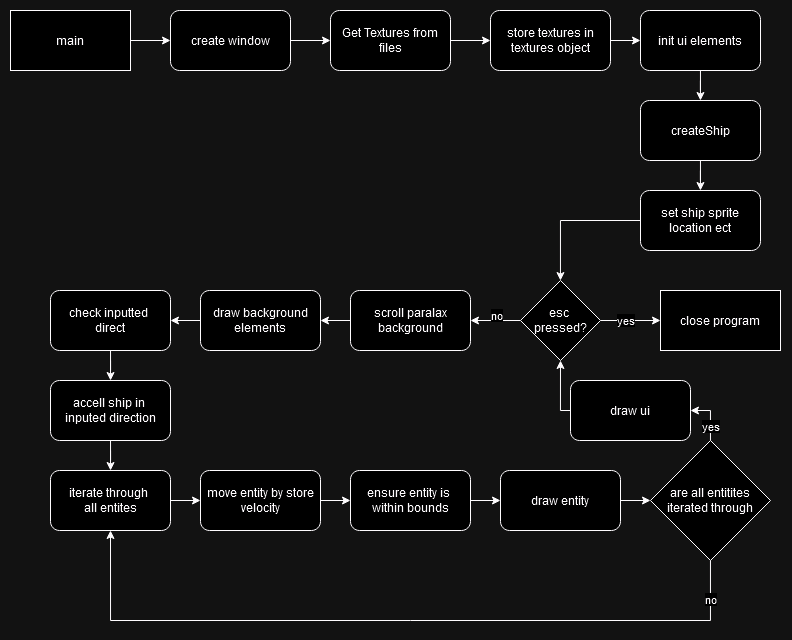 main
create window
Get Textures from
files
store textures in
textures object
init ui elements
createShip
set ship sprite
location ect
check inputted
direct
draw background
elements
scroll paralax
background
no
esc
pressed?
yes
close program
accell ship in
inputed direction
draw ui
yes
iterate through
all entites
move entity by store
velocity
ensure entity is
within bounds
draw entity
are all entitites
iterated through
no